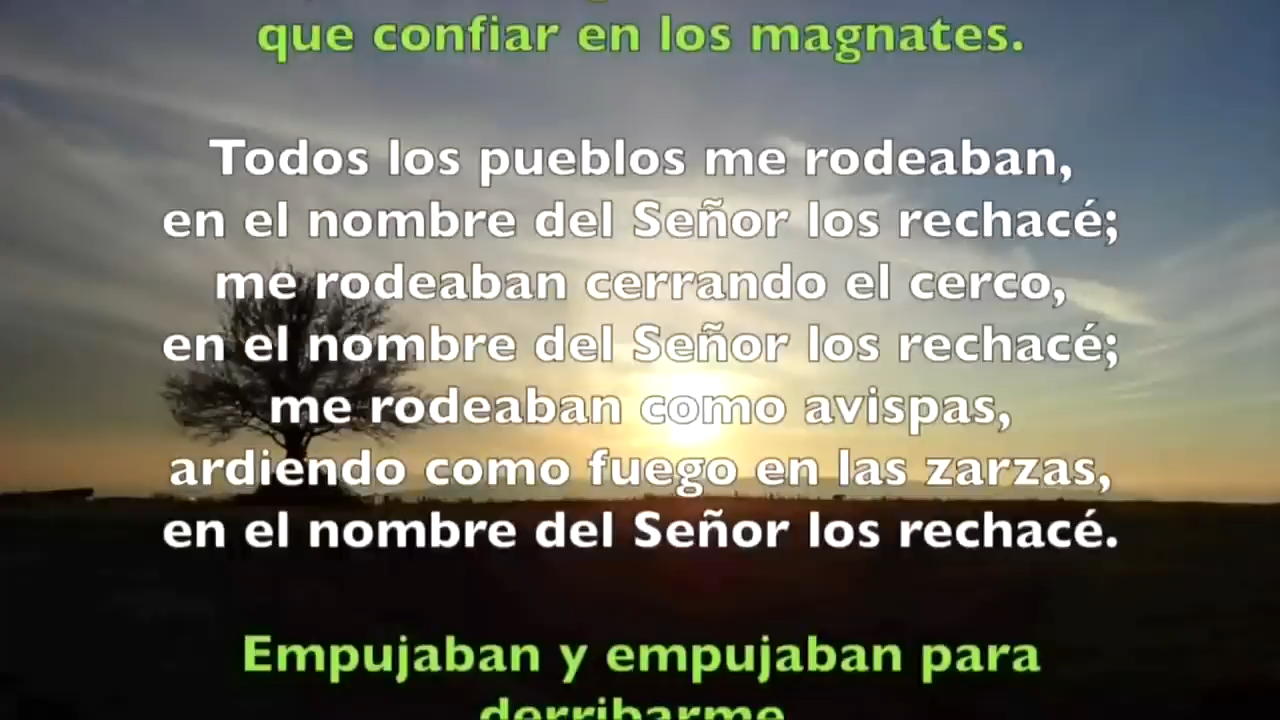 que confiar en los magnates.
Todos los pueblos me rodeaban,
en el nombre del Señor los rechacé;
me rodeaban cerrando el cerco,
en el nombre del Señor los rechacé;
me rodeaban como avispas,
ardiendo como fuego en las zarzas,
en el nombre del Señor los rechacé.
Empujaban y empujaban para
derribarme